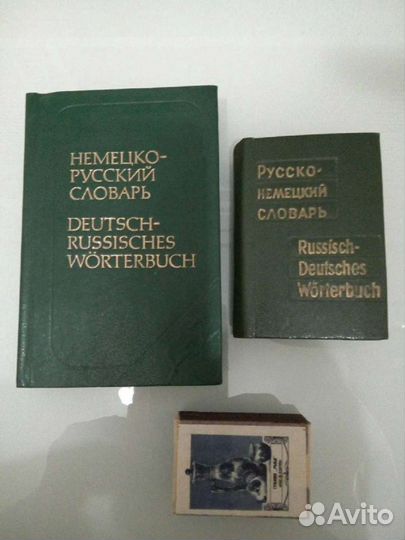 НЕМЕЦКО-
РУССКИЙ
СЛОВАРЬ
DEUTSCH-
RUSSISCHES
WÖRTERBUCH
РУССКО-
НЕМЕЦКИЙ
СЛОВАРЬ
Russisch-
Deutsches
Wörterbuch
Avito